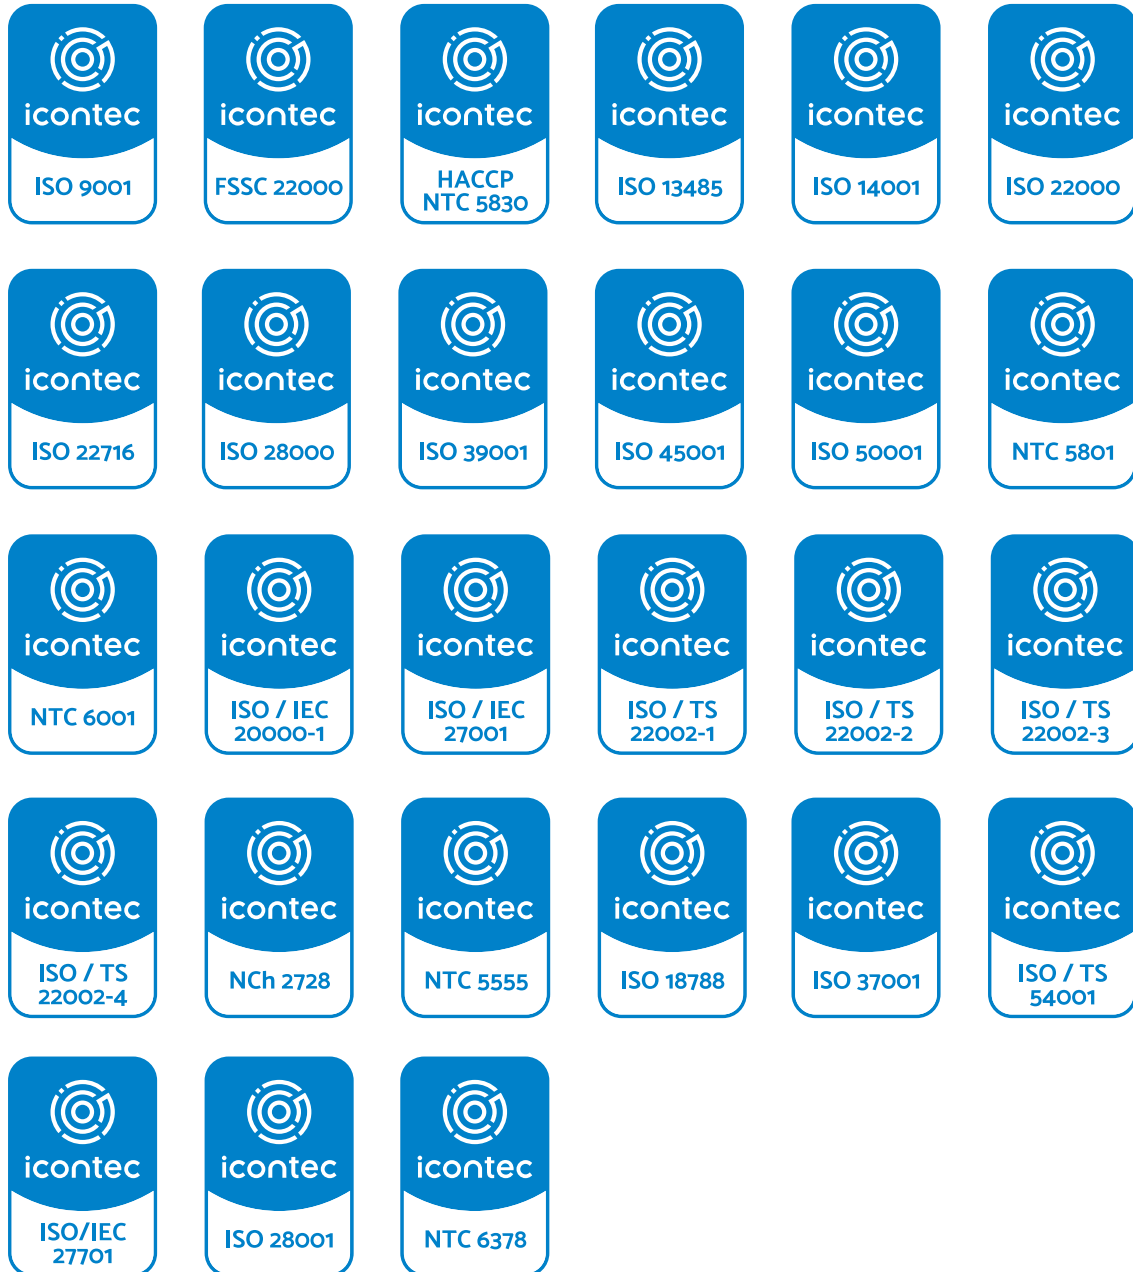 icontec
ISO 9001
icontec
FSSC 22000
icontec
HACCP
NTC 5830
icontec
ISO 13485
icontec
ISO 14001
icontec
ISO 22000
icontec
ISO 22716
icontec
ISO 28000
icontec
ISO 39001
icontec
ISO 45001
icontec
ISO 50001
icontec
NTC 5801
icontec
NTC 6001
icontec
ISO / IEC
20000-1
icontec
ISO / IEC
27001
icontec
ISO / TS
22002-1
icontec
ISO / TS
22002-2
icontec
ISO / TS
22002-3
icontec
ISO / TS
22002-4
icontec
NCh 2728
icontec
NTC 5555
icontec
ISO 18788
icontec
ISO 37001
icontec
ISO / TS
54001
icontec
ISO/IEC
27701
icontec
ISO 28001
icontec
NTC 6378